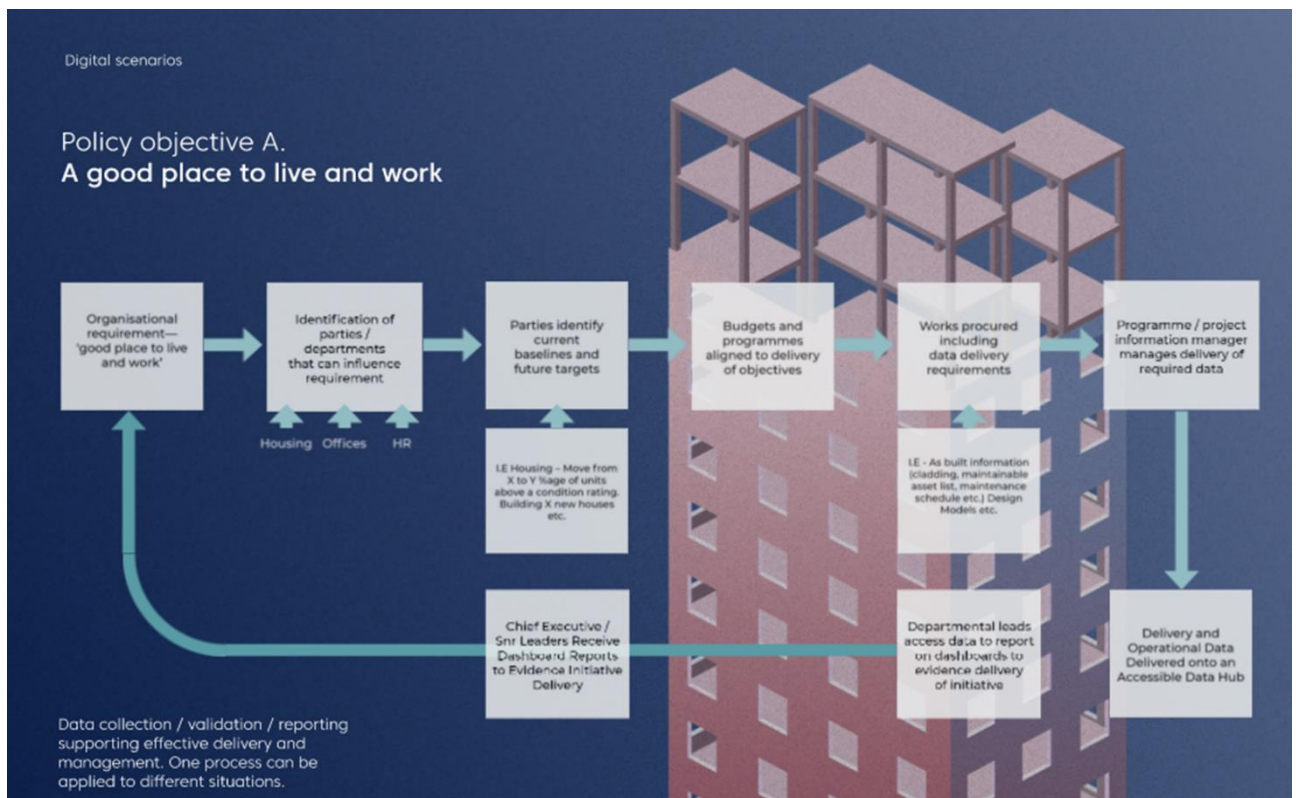 Digital scenarios
Policy objective A.
A good place to live and work
Organisational
requirement—
‘good place to live
and work’
Identification of
parties /
departments
that can influence
requirement
Housing
Offices
HR
Parties identify
current
baselines and
future targets
I.E Housing – Move from
X to Y %age of units
above a condition rating.
Building X new houses
etc.
Budgets and
programmes
aligned to delivery
of objectives
Works procured
including
data delivery
requirements
I.E - As built information
(cladding, maintainable
asset list, maintenance
schedule etc.) Design
Models etc.
Programme / project
information manager
manages delivery of
required data
Delivery and
Operational Data
Delivered onto an
Accessible Data Hub
Departmental leads
access data to report
on dashboards to
evidence delivery
of initiative
Chief Executive /
Snr Leaders Receive
Dashboard Reports
to Evidence Initiative
Delivery
Data collection / validation / reporting
supporting effective delivery and
management. One process can be
applied to different situations.